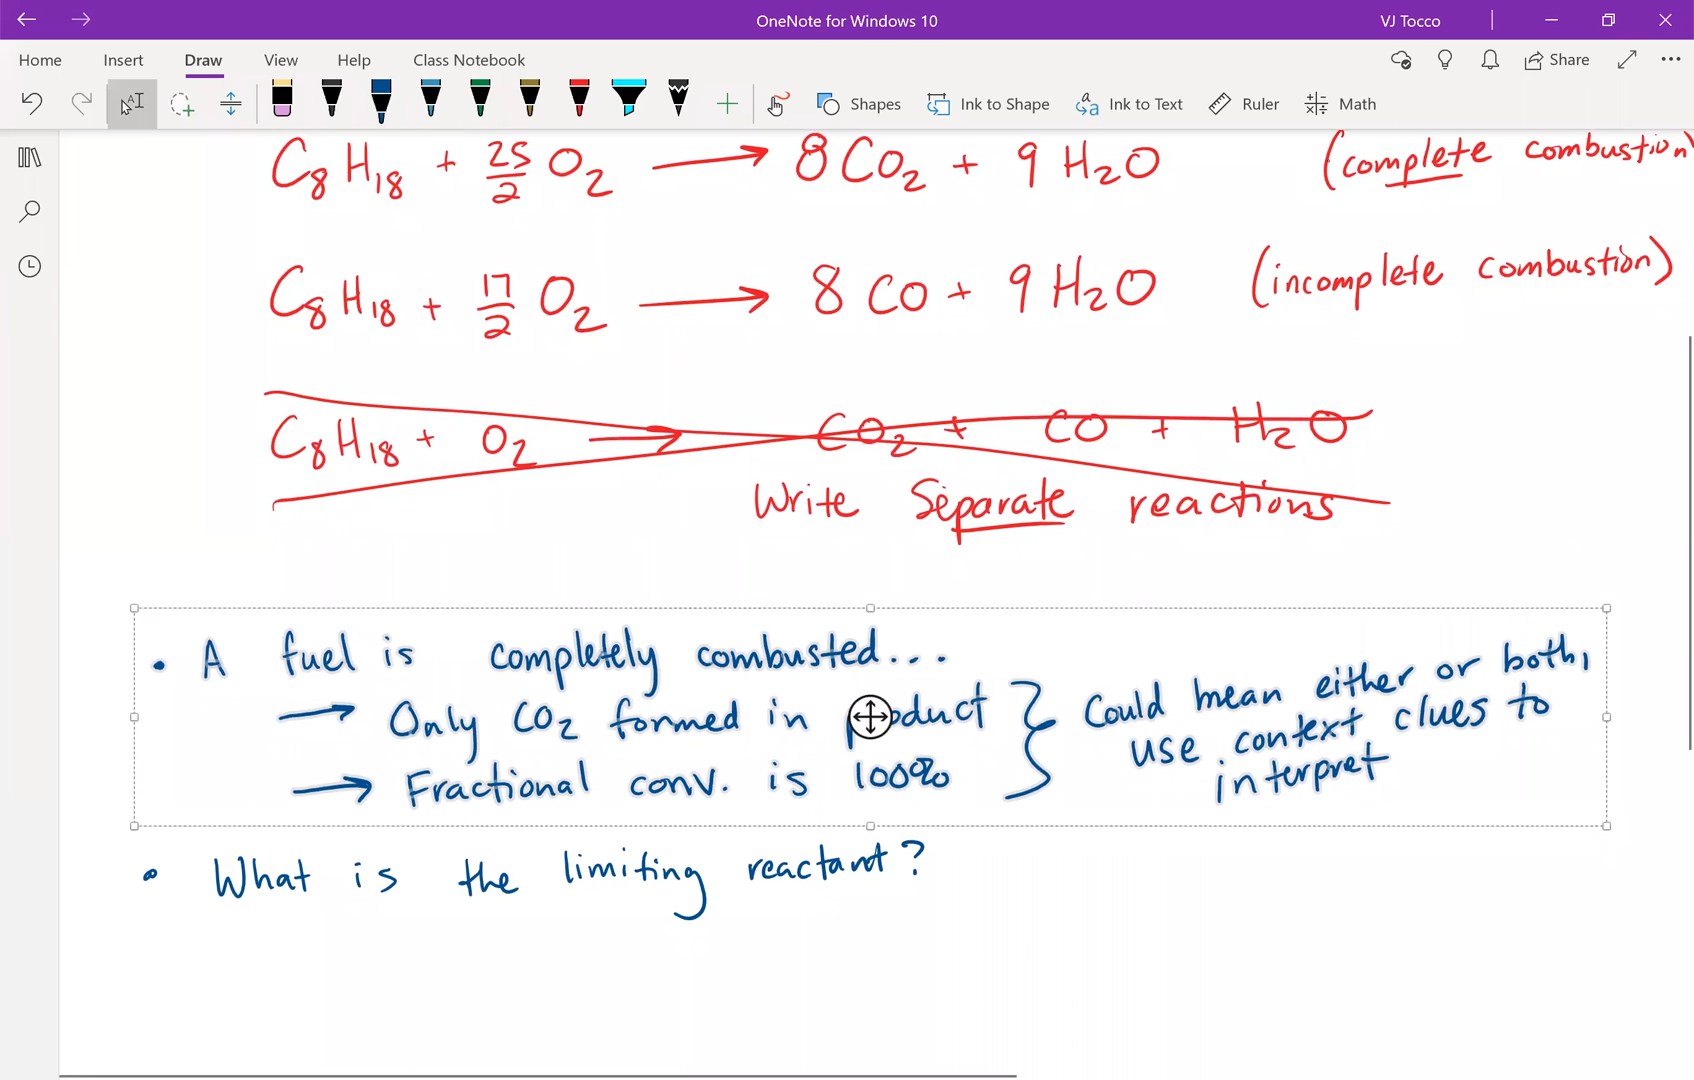 OneNote for Windows 10
VJ Tocco
Home Insert Draw View Help Class Notebook
Share
Shapes Ink to Shape Ink to Text Ruler Math
C₈H₁₈ + 25/2 O₂ → 8 CO₂ + 9 H₂O (complete combustion)
C₈H₁₈ + 17/2 O₂ → 8 CO + 9 H₂O (incomplete combustion)
C₈H₁₈ + O₂ → CO₂ + CO + H₂O
Write Separate reactions
• A fuel is completely combusted...
→ Only CO₂ formed in product
→ Fractional conv. is 100%
Could mean either or both,
use context clues to
interpret
• What is the limiting reactant?